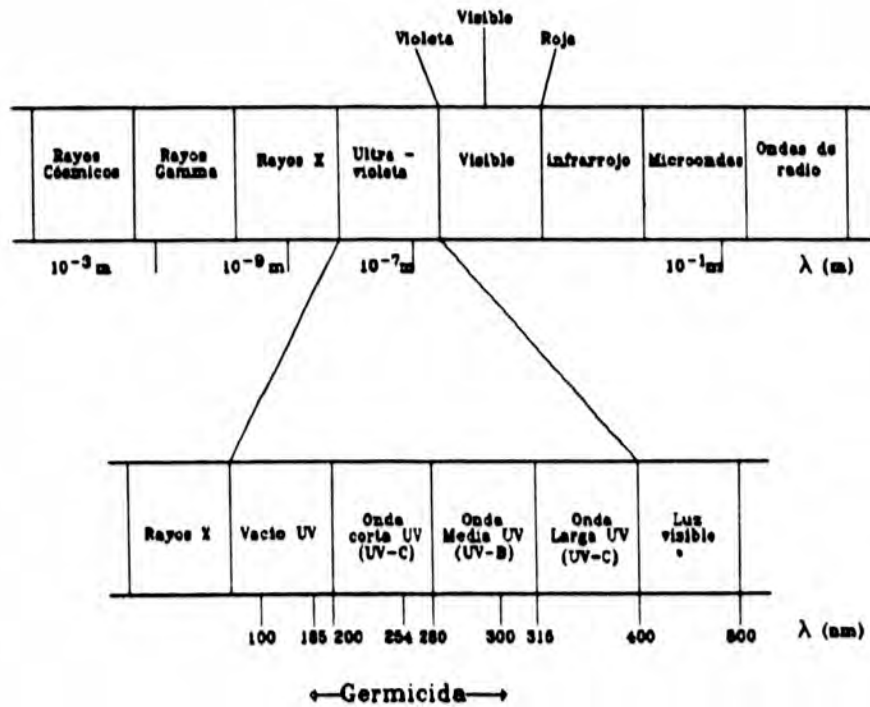 Visible
Violeta
Roja
Rayos
Cósmicos
Rayos
Gamma
Rayos X
Ultra -
violeta
Visible
infrarrojo
Microondas
Ondas de
radio
10⁻³ m
10⁻⁹ m
10⁻⁷ m
10⁻¹ m
λ (m)
Rayos X
Vacio UV
Onda
corta UV
(UV-C)
Onda
Media UV
(UV-B)
Onda
Larga UV
(UV-C)
Luz
visible
100
185
200
254
280
300
315
400
500
λ (nm)
Germicida